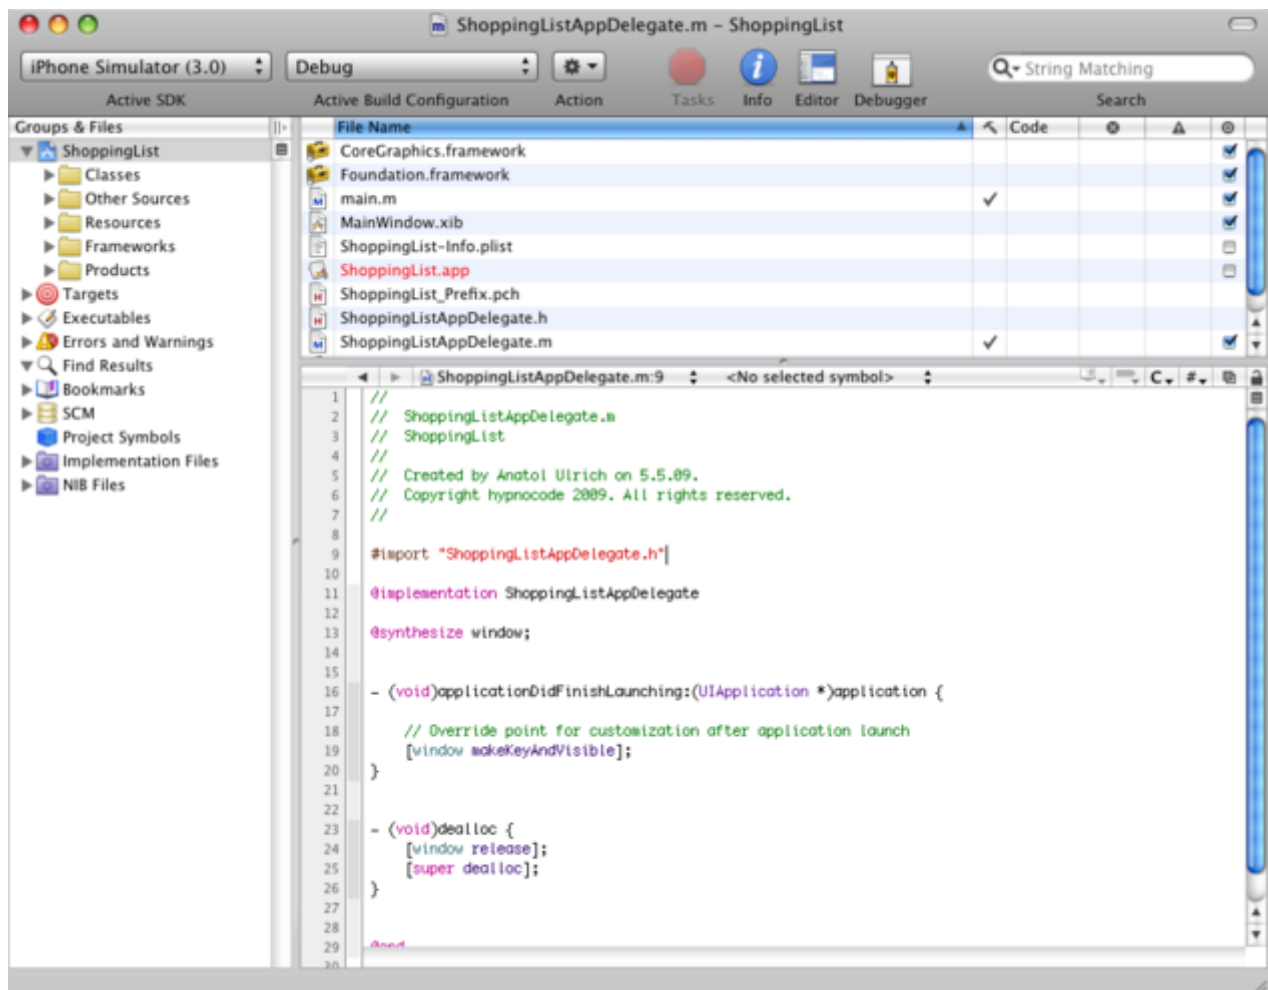 ShoppingListAppDelegate.m – ShoppingList
iPhone Simulator (3.0)
Debug
String Matching
Active SDK
Active Build Configuration
Action
Tasks
Info
Editor
Debugger
Search
Groups & Files
ShoppingList
Classes
Other Sources
Resources
Frameworks
Products
Targets
Executables
Errors and Warnings
Find Results
Bookmarks
SCM
Project Symbols
Implementation Files
NIB Files
File Name
Code
CoreGraphics.framework
Foundation.framework
main.m
MainWindow.xib
ShoppingList-Info.plist
ShoppingList.app
ShoppingList_Prefix.pch
ShoppingListAppDelegate.h
ShoppingListAppDelegate.m
ShoppingListAppDelegate.m:9 <No selected symbol> C #
1 //
2 // ShoppingListAppDelegate.m
3 // ShoppingList
4 //
5 // Created by Anatol Ulrich on 5.5.09.
6 // Copyright hypnocode 2009. All rights reserved.
7 //
8
9 #import "ShoppingListAppDelegate.h"
10
11 @implementation ShoppingListAppDelegate
12
13 @synthesize window;
14
15
16 - (void)applicationDidFinishLaunching:(UIApplication *)application {
17
18 // Override point for customization after application launch
19 [window makeKeyAndVisible];
20 }
21
22
23 - (void)dealloc {
24 [window release];
25 [super dealloc];
26 }
27
28
29 @end
30